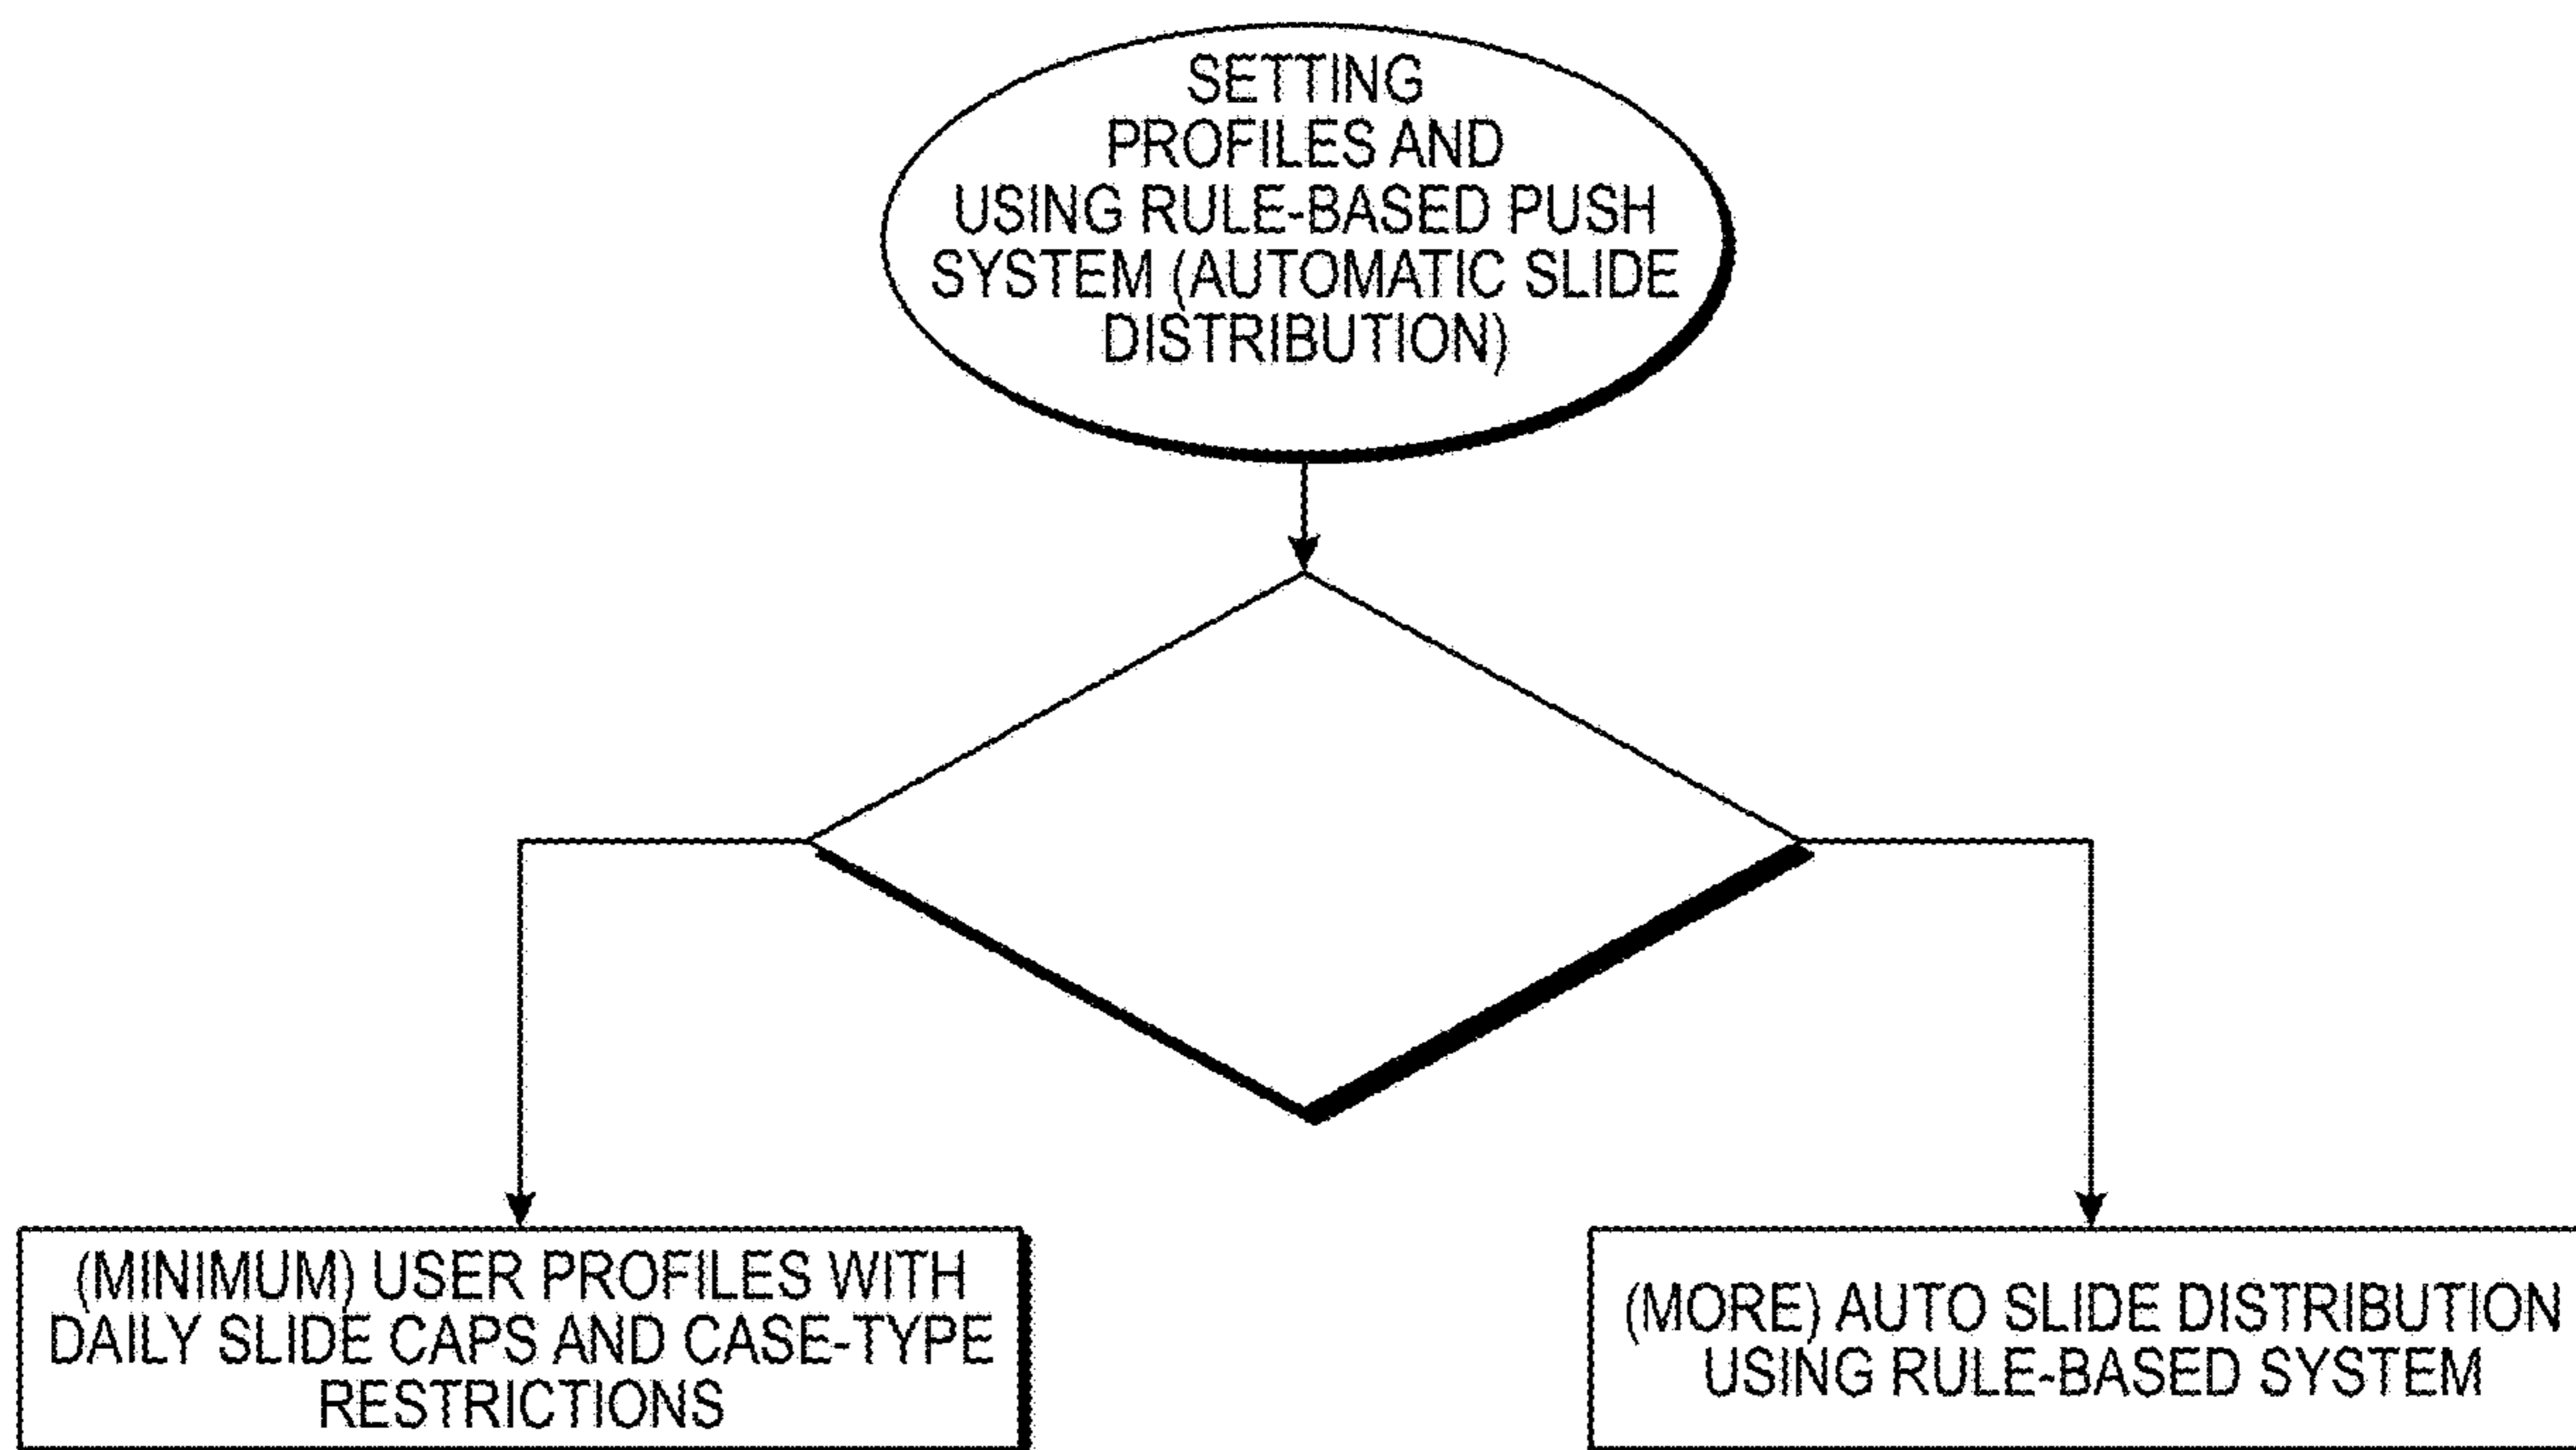 SETTING
PROFILES AND
USING RULE-BASED PUSH
SYSTEM (AUTOMATIC SLIDE
DISTRIBUTION)
(MINIMUM) USER PROFILES WITH
DAILY SLIDE CAPS AND CASE-TYPE
RESTRICTIONS
(MORE) AUTO SLIDE DISTRIBUTION
USING RULE-BASED SYSTEM